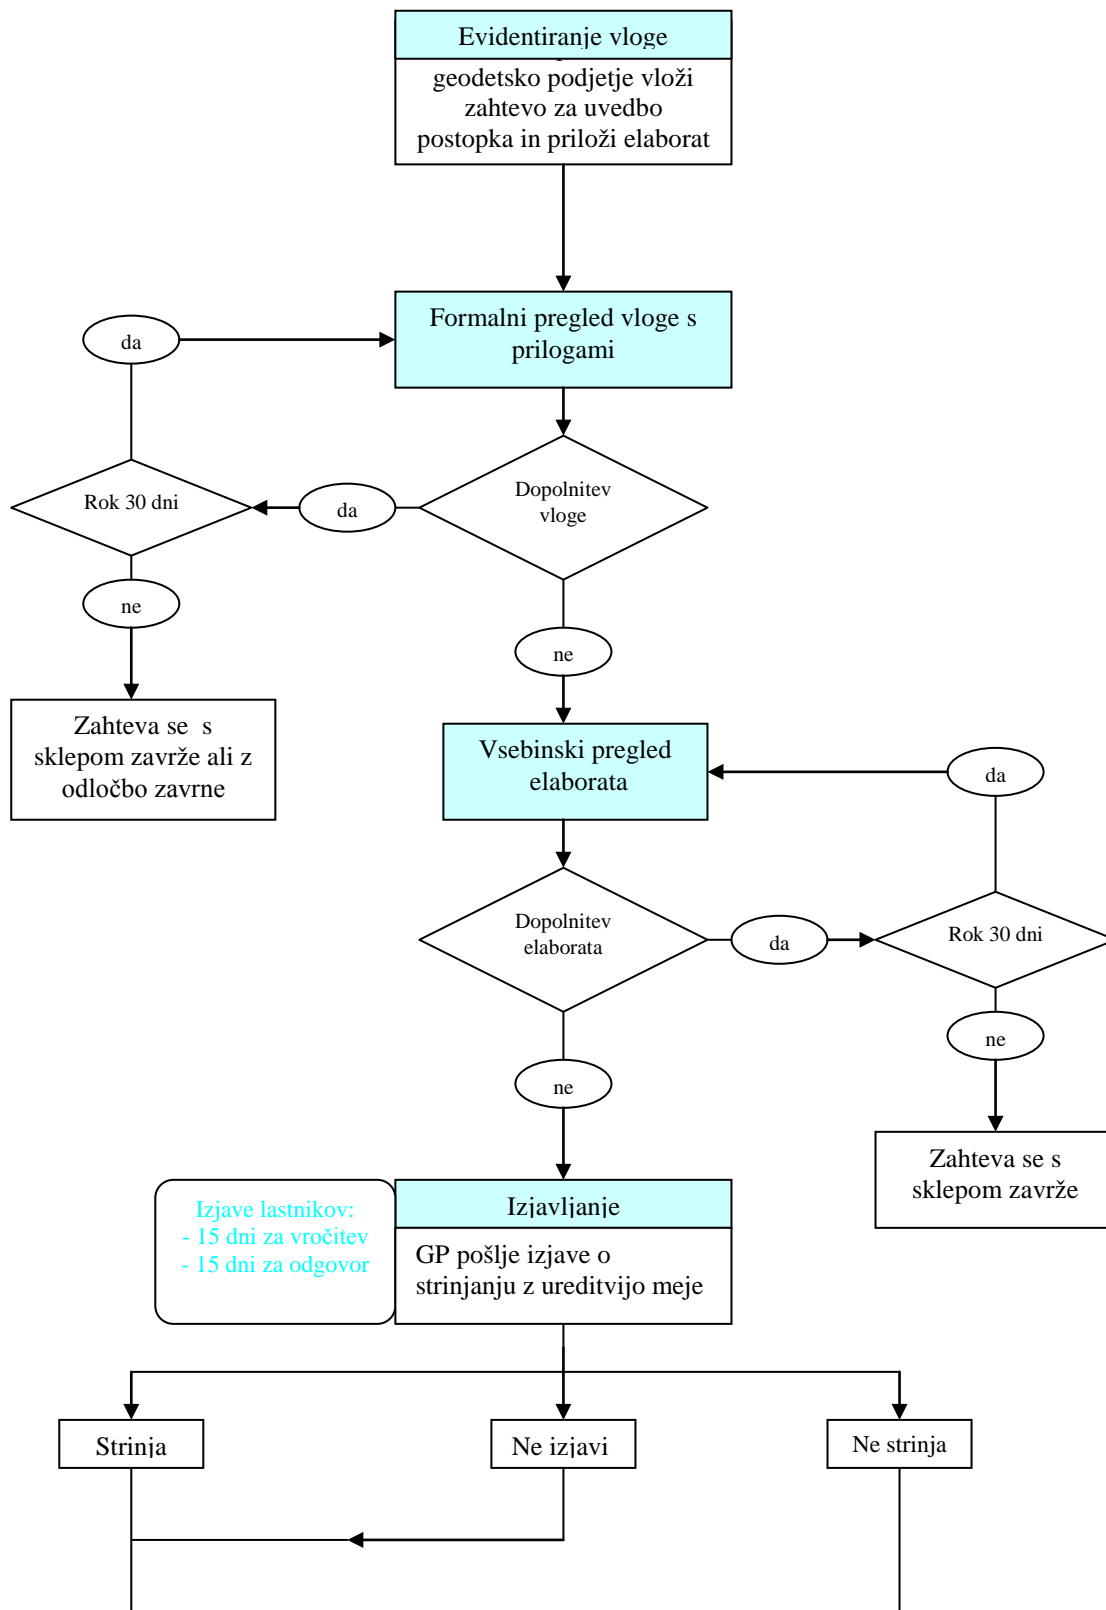 Evidentiranje vloge
geodetsko podjetje vloži
zahtevo za uvedbo
postopka in priloži elaborat
Formalni pregled vloge s
prilogami
da
Dopolnitev
vloge
da
Rok 30 dni
ne
ne
Zahteva se s
sklepom zavrže ali z
odločbo zavrne
Vsebinski pregled
elaborata
da
Dopolnitev
elaborata
da
Rok 30 dni
ne
ne
Zahteva se s
sklepom zavrže
Izjave lastnikov:
- 15 dni za vročitev
- 15 dni za odgovor
Izjavljanje
GP pošlje izjave o
strinjanju z ureditvijo meje
Strinja
Ne izjavi
Ne strinja